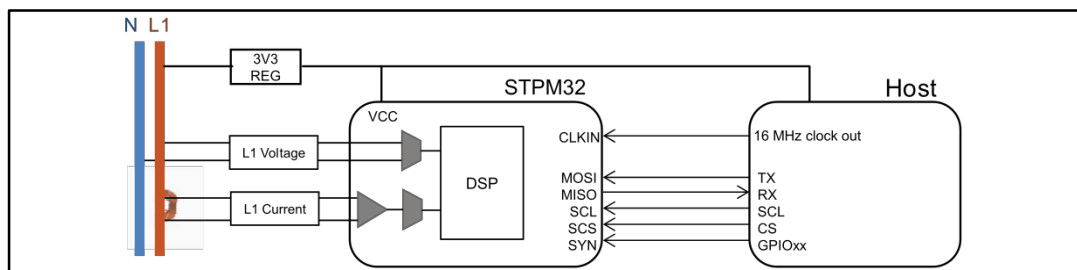 N L1
3V3
REG
STPM32
Host
VCC
CLKIN
16 MHz clock out
L1 Voltage
DSP
MOSI
TX
MISO
RX
L1 Current
SCL
SCL
SCS
CS
SYN
GPIOxx